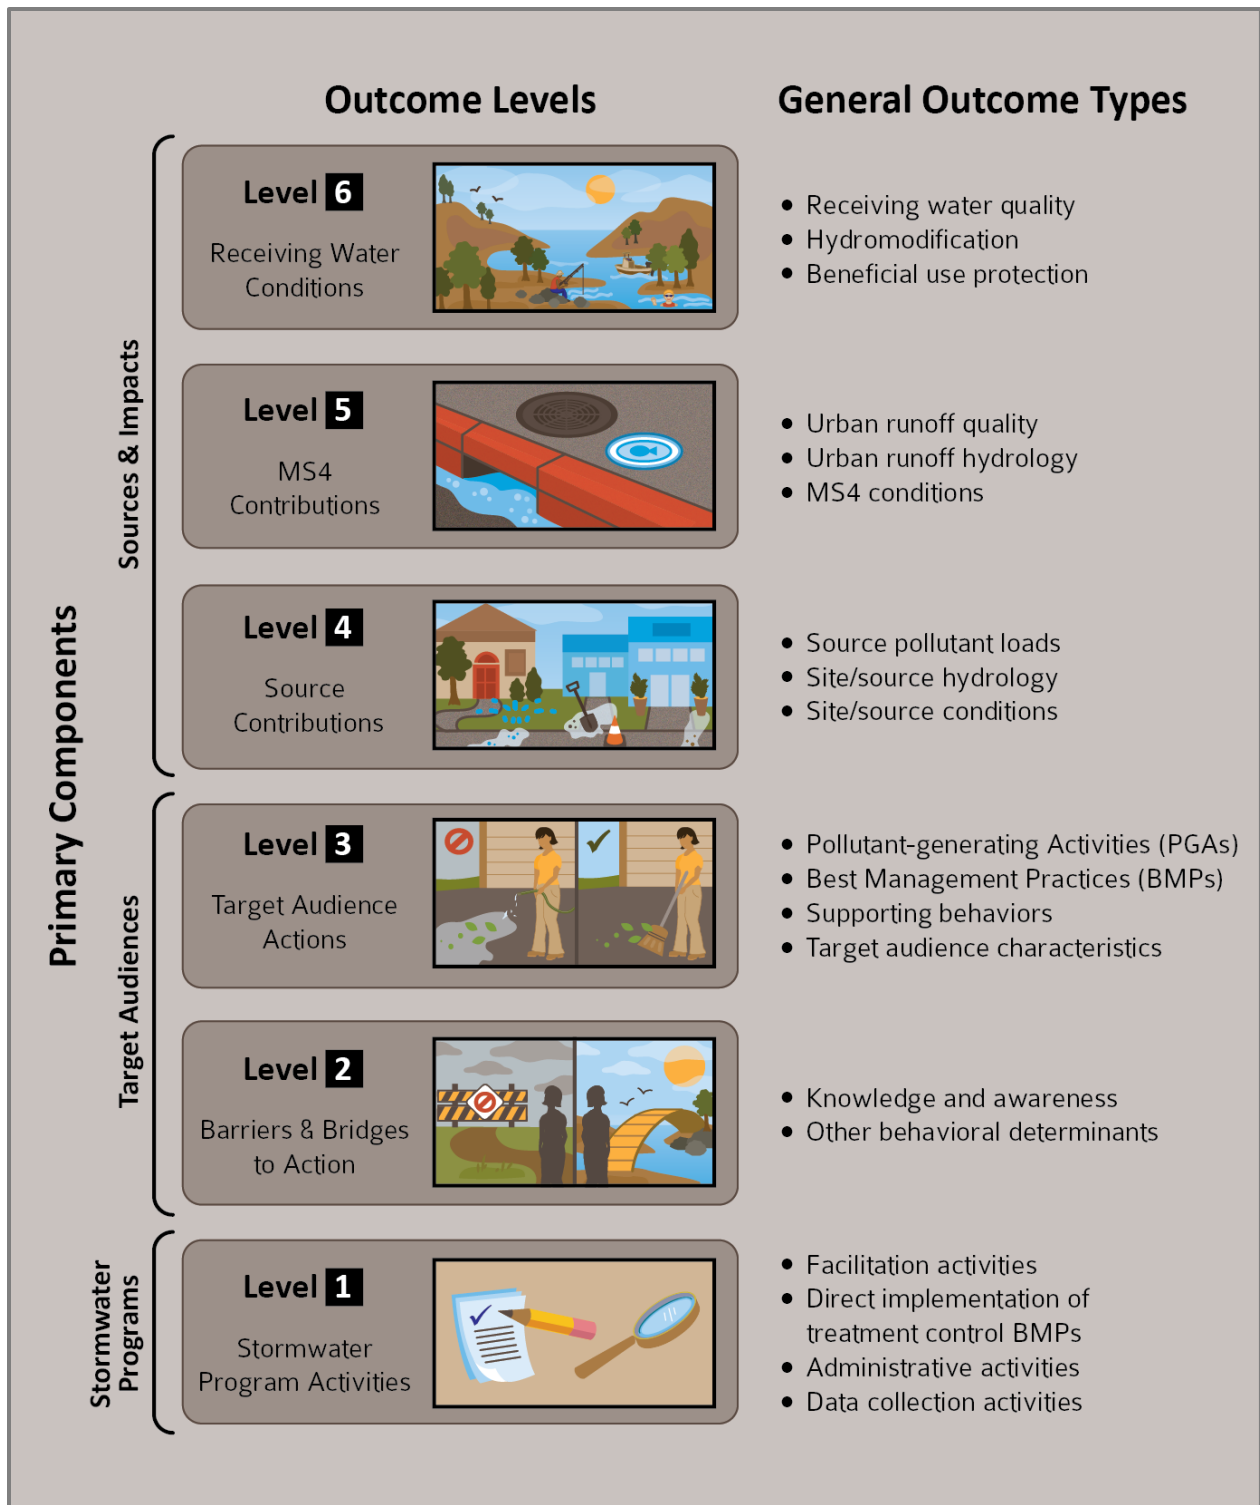 Outcome Levels
General Outcome Types
Primary Components
Sources & Impacts
Level 6
Receiving Water
Conditions
• Receiving water quality
• Hydromodification
• Beneficial use protection
Level 5
MS4
Contributions
• Urban runoff quality
• Urban runoff hydrology
• MS4 conditions
Level 4
Source
Contributions
• Source pollutant loads
• Site/source hydrology
• Site/source conditions
Target Audiences
Level 3
Target Audience
Actions
• Pollutant-generating Activities (PGAs)
• Best Management Practices (BMPs)
• Supporting behaviors
• Target audience characteristics
Level 2
Barriers & Bridges
to Action
• Knowledge and awareness
• Other behavioral determinants
Stormwater
Programs
Level 1
Stormwater
Program Activities
• Facilitation activities
• Direct implementation of
treatment control BMPs
• Administrative activities
• Data collection activities